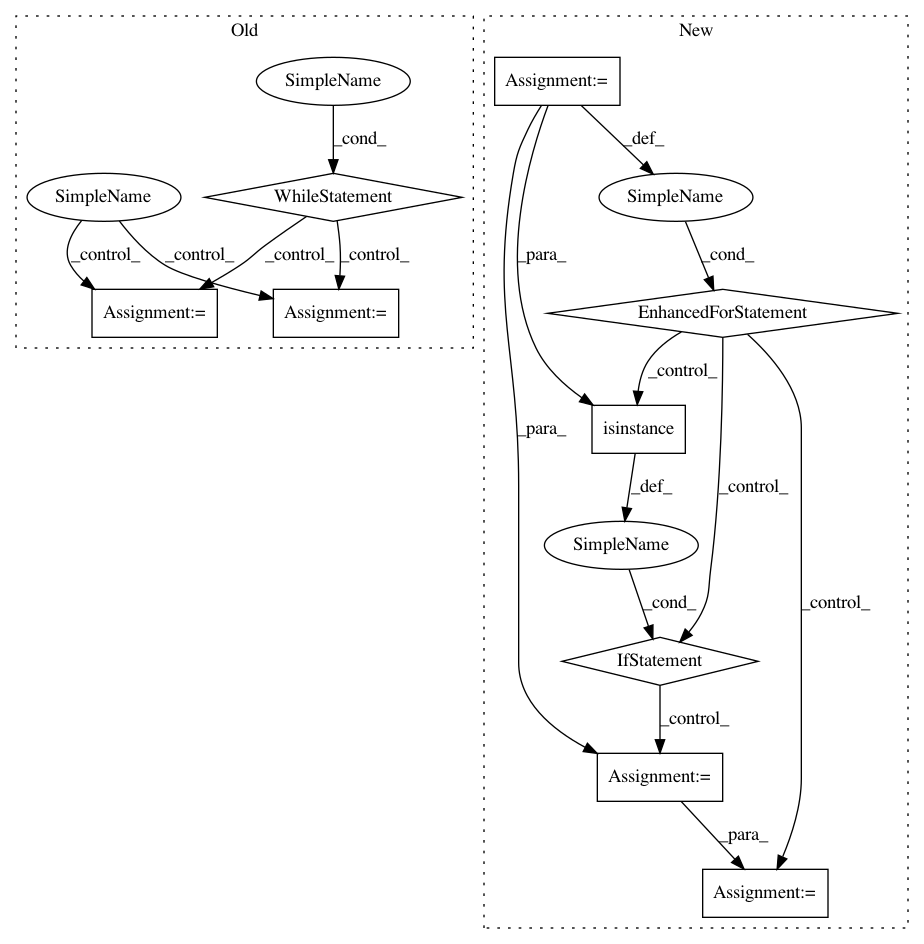 Old
New
SimpleName
Assignment:=
_cond_
_def_
SimpleName
WhileStatement
SimpleName
_control_
_control_
_control_
_control_
_para_
_cond_
Assignment:=
Assignment:=
EnhancedForStatement
_control_
_para_
isinstance
_def_
_control_
SimpleName
_cond_
_control_
IfStatement
_control_
Assignment:=
_para_
Assignment:=